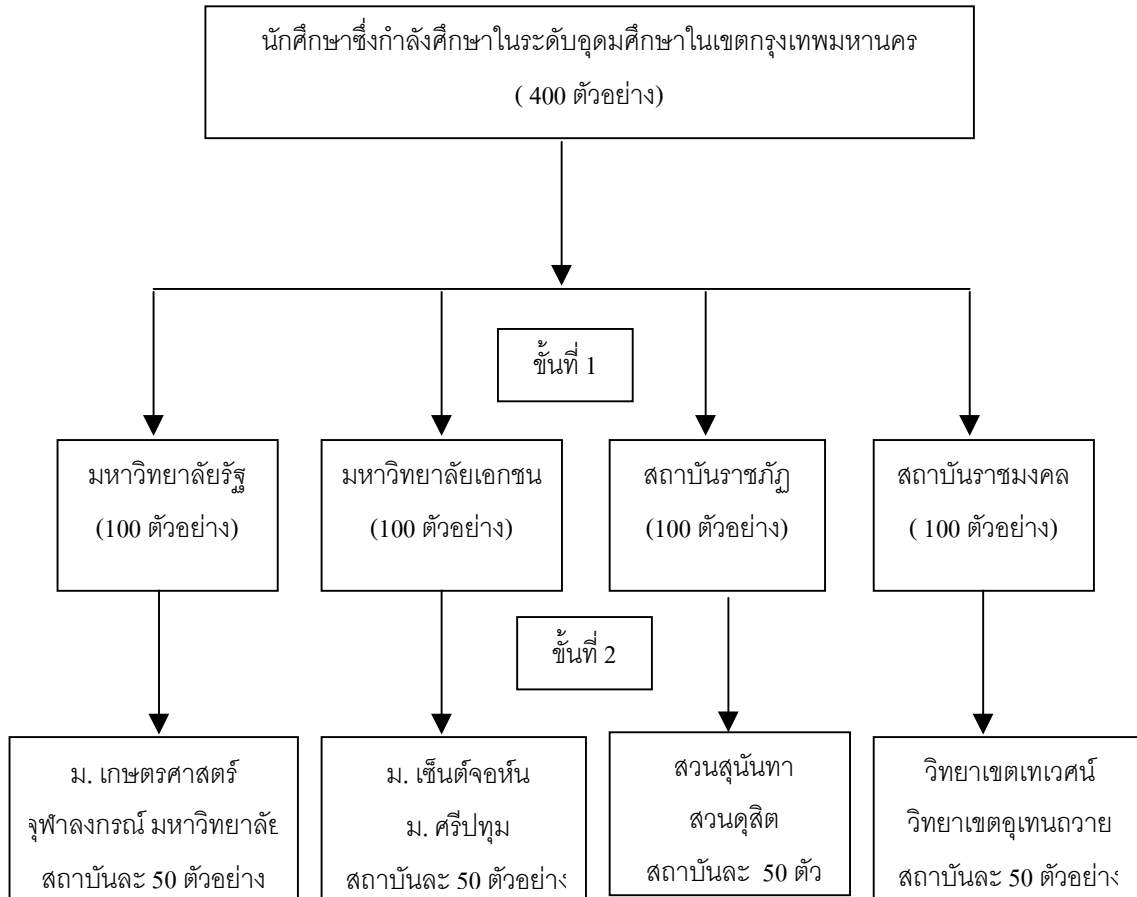 นักศึกษาซึ่งกำลังศึกษาในระดับอุดมศึกษาในเขตกรุงเทพมหานคร
( 400 ตัวอย่าง)
ขั้นที่ 1
มหาวิทยาลัยรัฐ
(100 ตัวอย่าง)
มหาวิทยาลัยเอกชน
(100 ตัวอย่าง)
สถาบันราชภัฏ
(100 ตัวอย่าง)
สถาบันราชมงคล
( 100 ตัวอย่าง)
ขั้นที่ 2
ม. เกษตรศาสตร์
จุฬาลงกรณ์ มหาวิทยาลัย
สถาบันละ 50 ตัวอย่าง
ม. เซ็นต์จอห์น
ม. ศรีปทุม
สถาบันละ 50 ตัวอย่าง
สวนสุนันทา
สวนดุสิต
สถาบันละ 50 ตัว
วิทยาเขตเทเวศน์
วิทยาเขตอุเทนถวาย
สถาบันละ 50 ตัวอย่าง